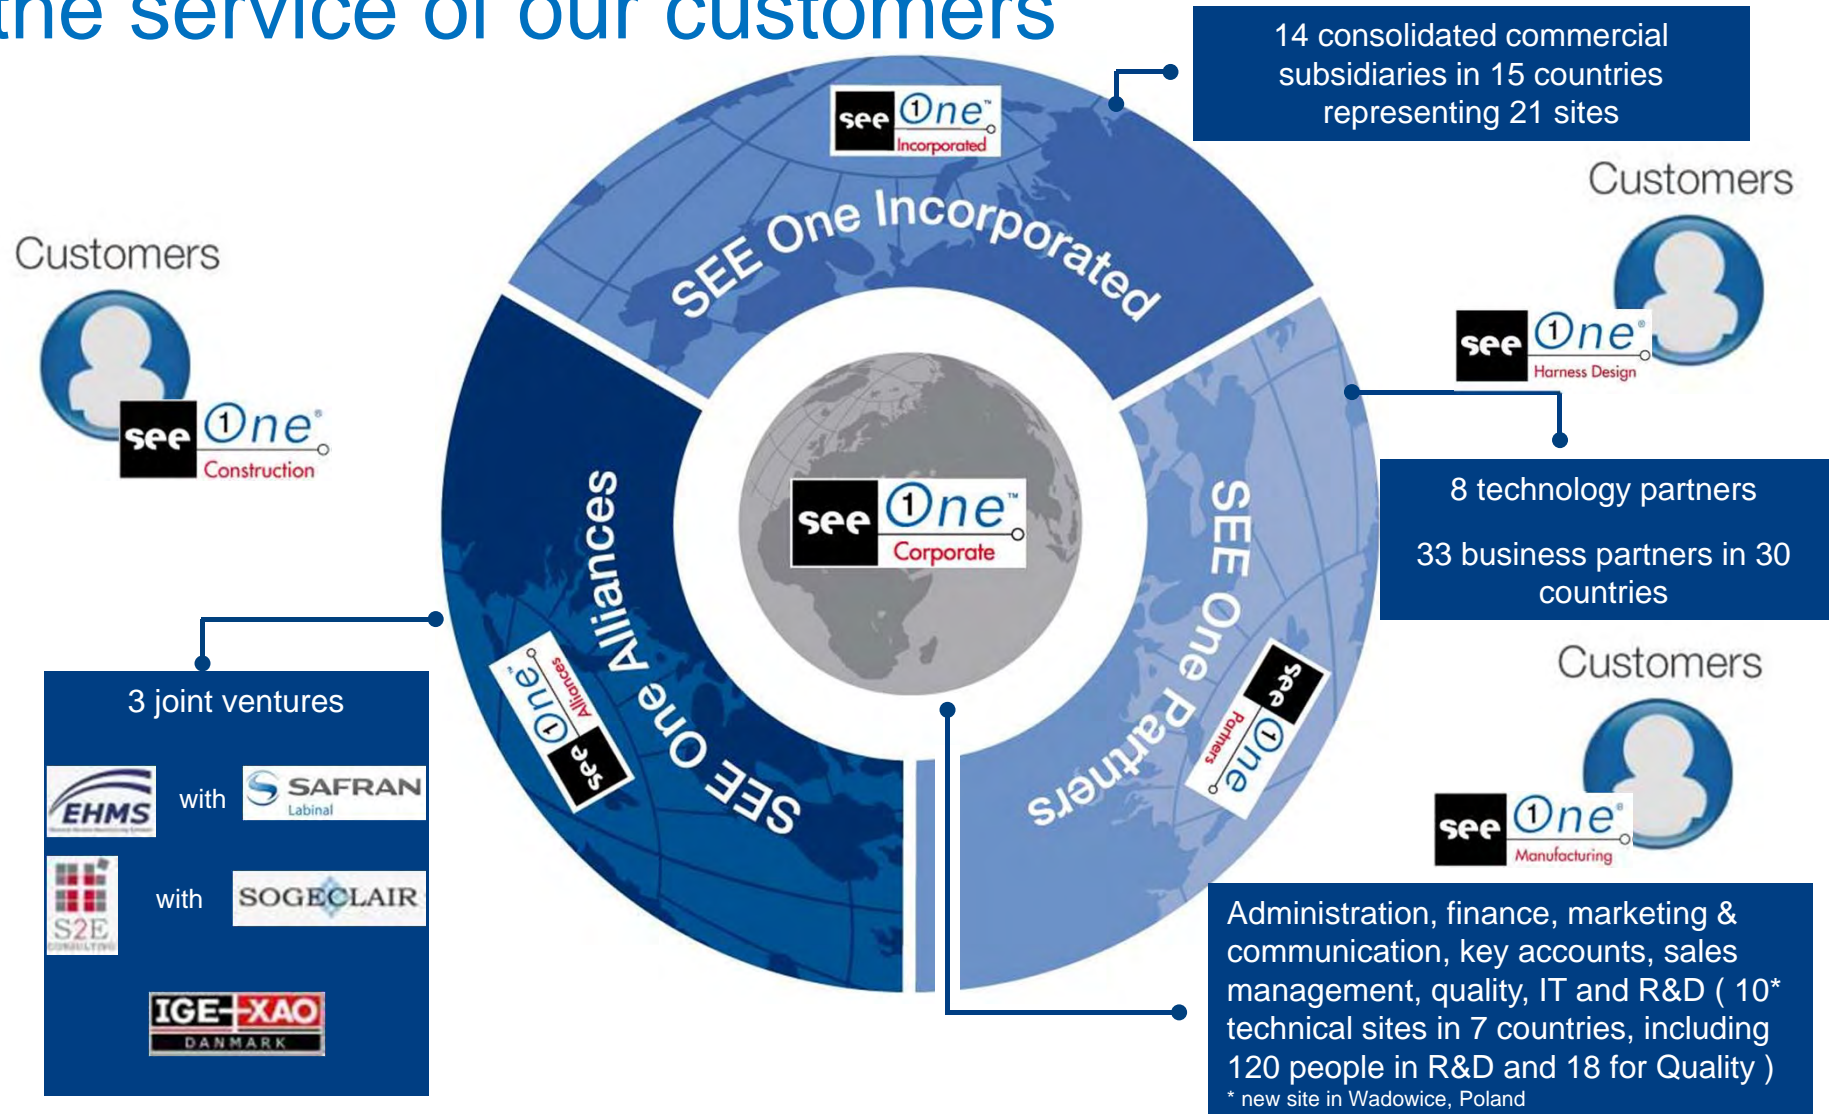 the service of our customers
14 consolidated commercial
subsidiaries in 15 countries
representing 21 sites
see One™
Incorporated
SEE One Incorporated
Customers
see One®
Harness Design
Customers
see One®
Construction
see One™
Corporate
SEE One Alliances
see One™
Alliances
SEE One Partners
see One
Partners
8 technology partners
33 business partners in 30
countries
3 joint ventures
EHMS with SAFRAN
Labinal
S2E
CONSULTING
with SOGECLAIR
IGE+XAO
DANMARK
Customers
see One®
Manufacturing
Administration, finance, marketing &
communication, key accounts, sales
management, quality, IT and R&D ( 10*
technical sites in 7 countries, including
120 people in R&D and 18 for Quality )
* new site in Wadowice, Poland